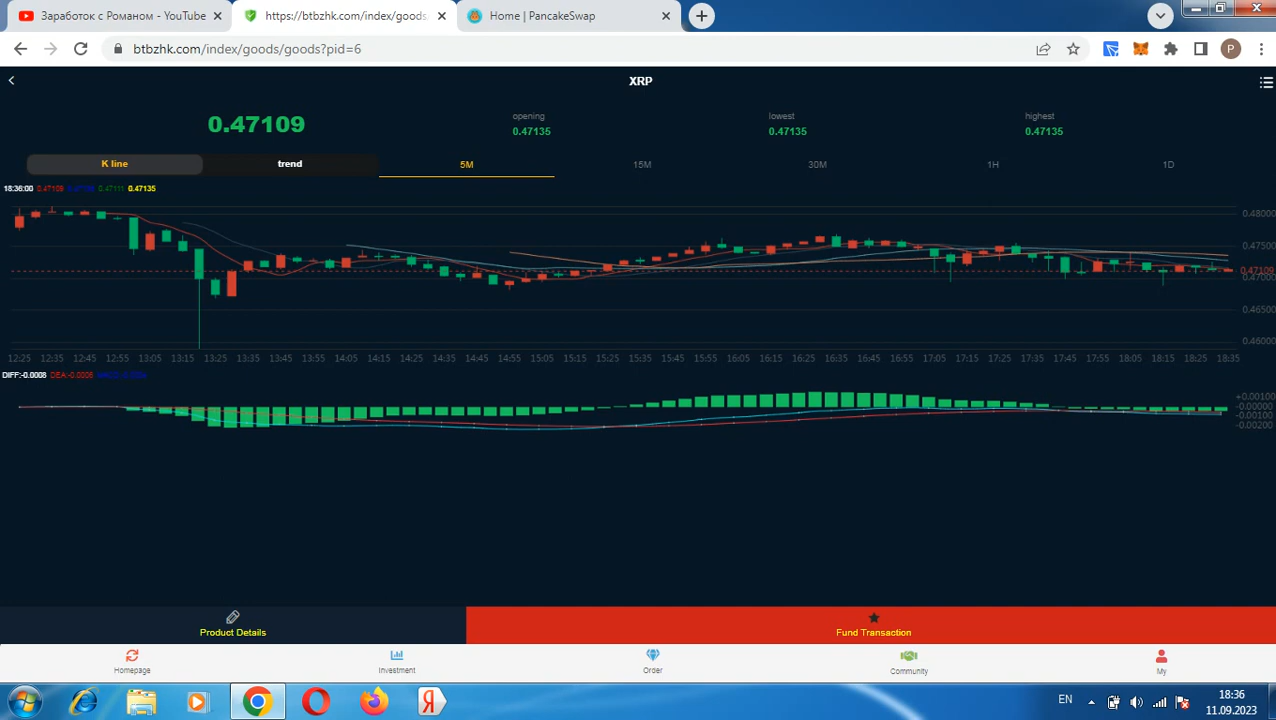 Заработок с Романом - YouTube
https://btbzhk.com/index/goods
Home | PancakeSwap
btbzhk.com/index/goods/goods?pid=6
P
XRP
0.47109
opening
0.47135
lowest
0.47135
highest
0.47135
K line
trend
5M
15M
30M
1H
1D
18:36:00 0.47109 0.47111 0.47135
0.48000
0.47500
0.47109
0.47000
0.46500
0.46000
12:25 12:35 12:45 12:55 13:05 13:15 13:25 13:35 13:45 13:55 14:05 14:15 14:25 14:35 14:45 14:55 15:05 15:15 15:25 15:35 15:45 15:55 16:05 16:15 16:25 16:35 16:45 16:55 17:05 17:15 17:25 17:35 17:45 17:55 18:05 18:15 18:25 18:35
DIFF:-0.0008
+0.00100
-0.00000
-0.00100
-0.00200
Product Details
Fund Transaction
Homepage
Investment
Order
Community
My
EN
18:36
11.09.2023